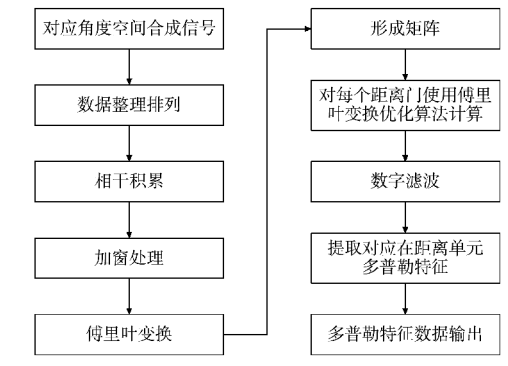 对应角度空间合成信号
数据整理排列
相干积累
加窗处理
傅里叶变换
形成矩阵
对每个距离门使用傅里
叶变换优化算法计算
数字滤波
提取对应在距离单元
多普勒特征
多普勒特征数据输出